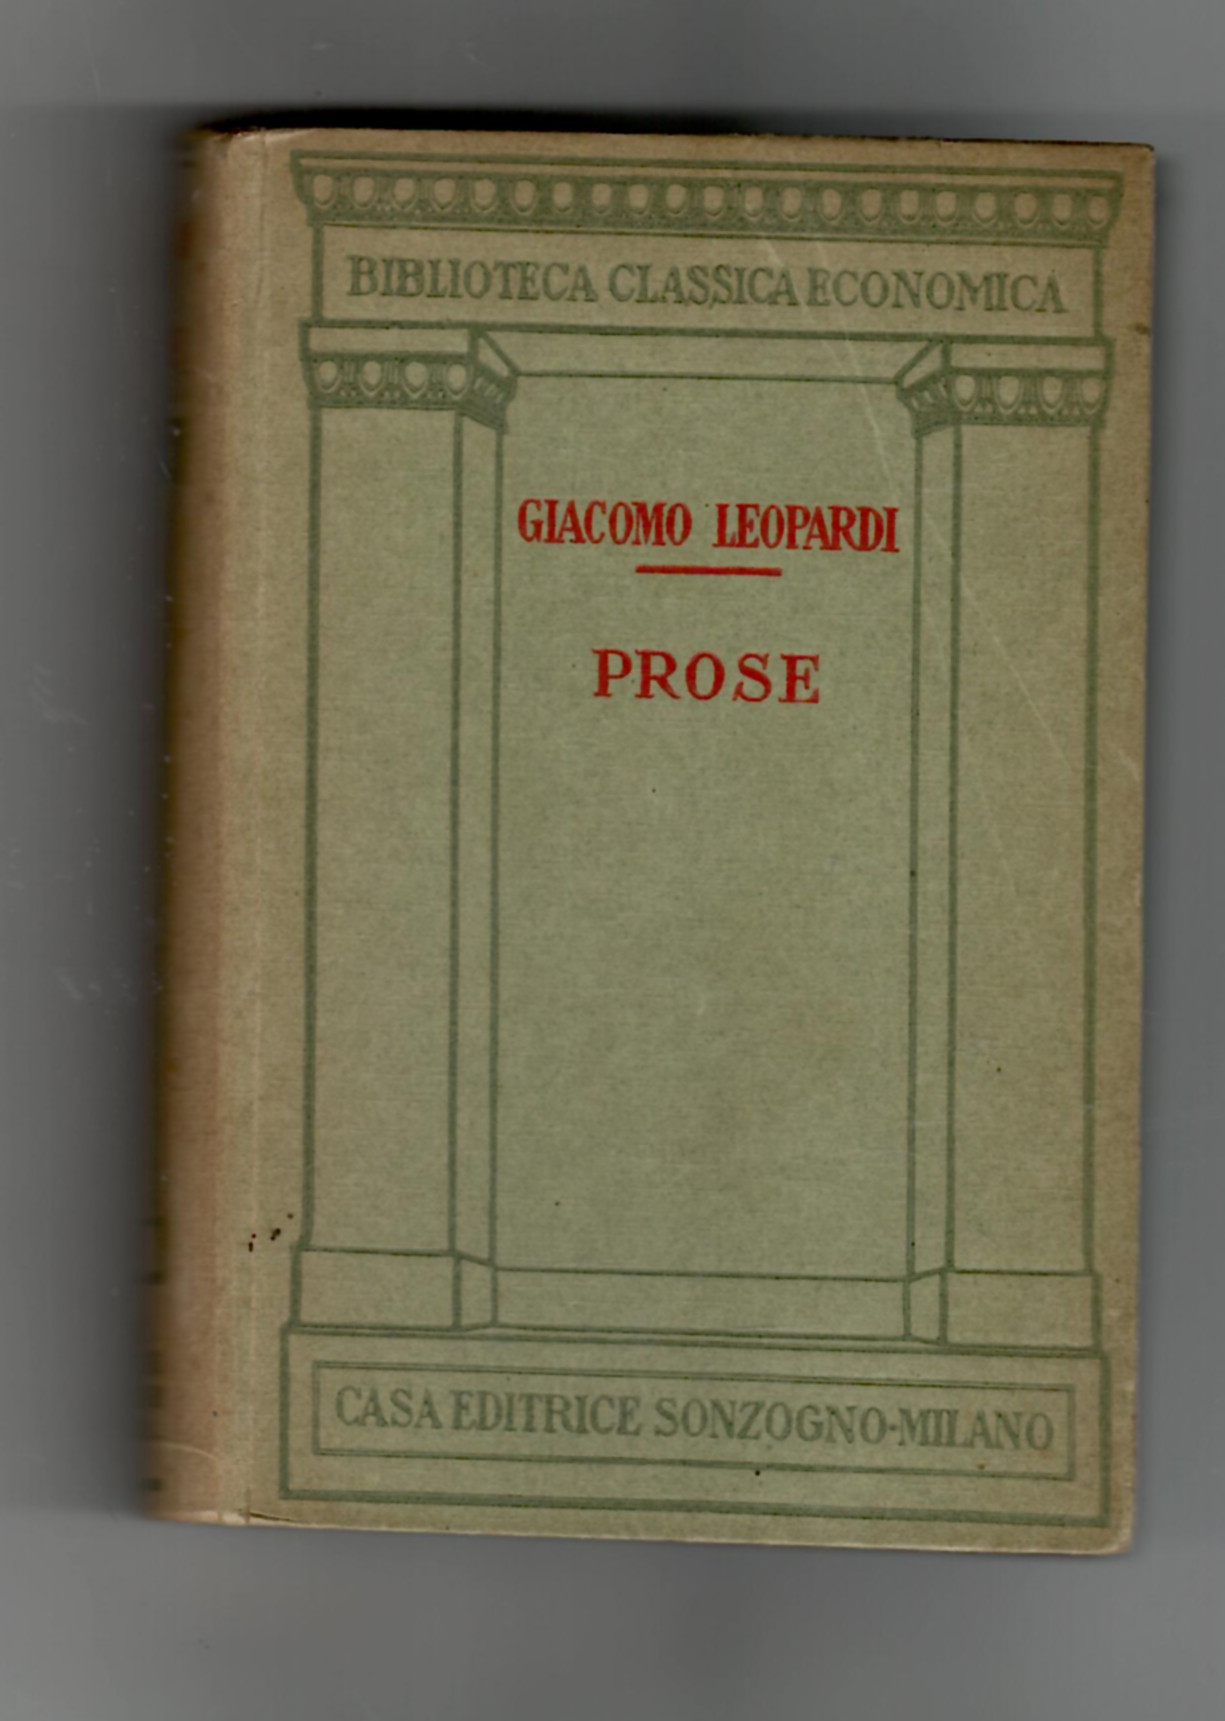 BIBLIOTECA CLASSICA ECONOMICA
GIACOMO LEOPARDI
PROSE
CASA EDITRICE SONZOGNO-MILANO